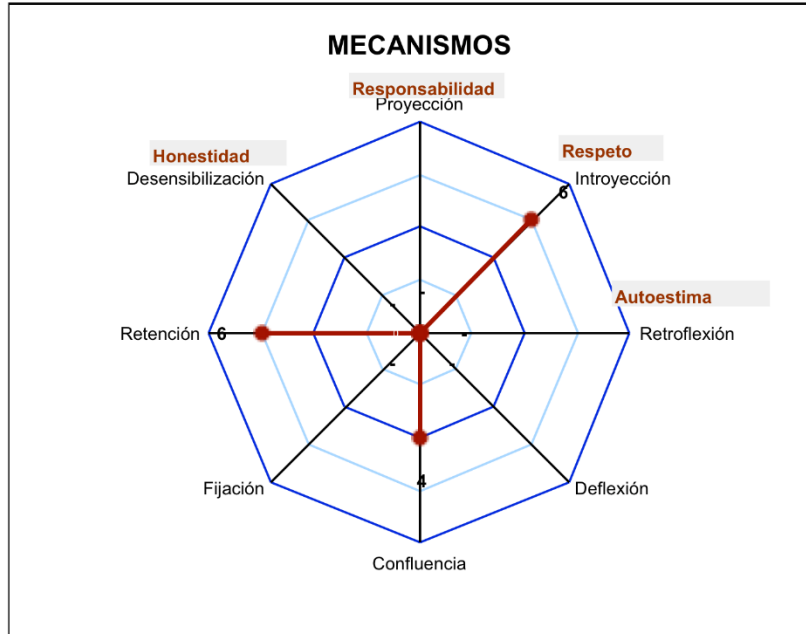 MECANISMOS
Responsabilidad
Proyección
Honestidad
Desensibilización
Respeto
Introyección
6
-
-
Autoestima
Retención
6
-
Retroflexión
-
-
Fijación
4
Deflexión
Confluencia